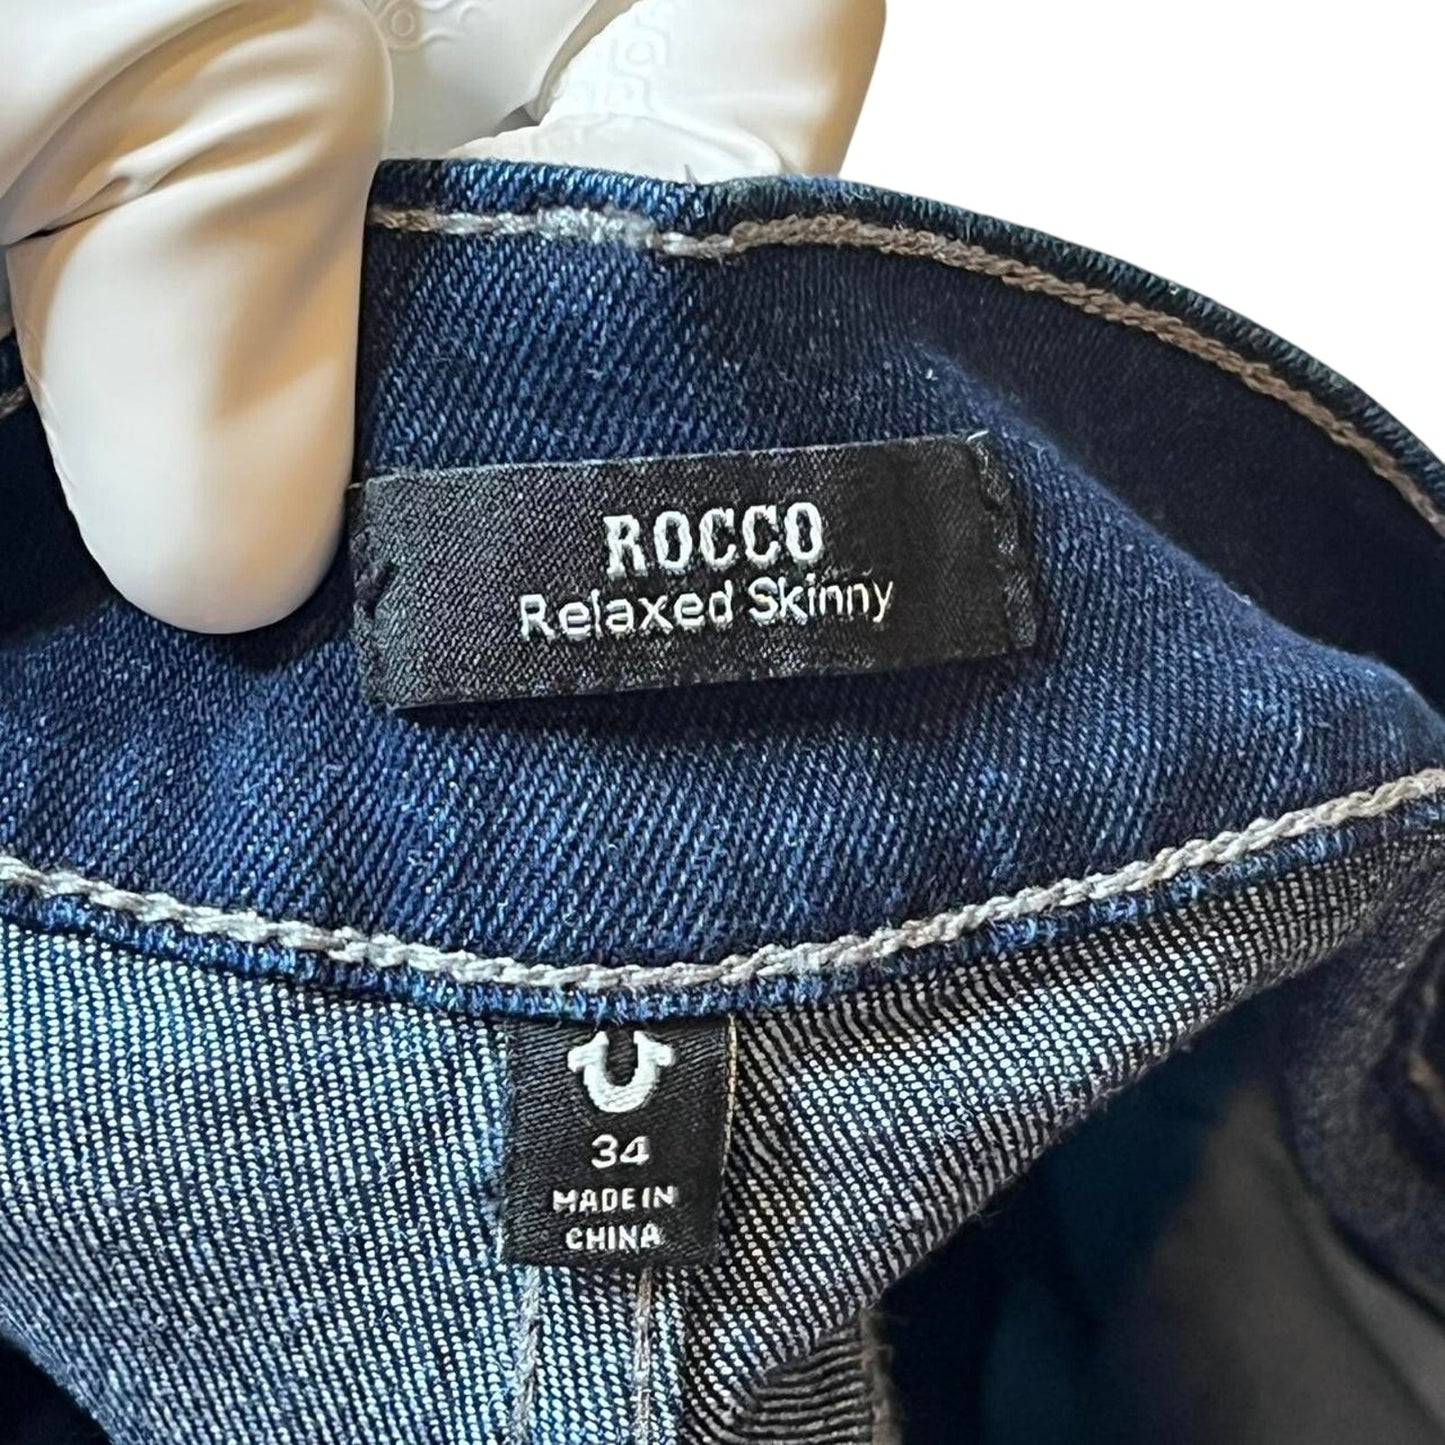 ROCCO
Relaxed Skinny
34
MADE IN
CHINA